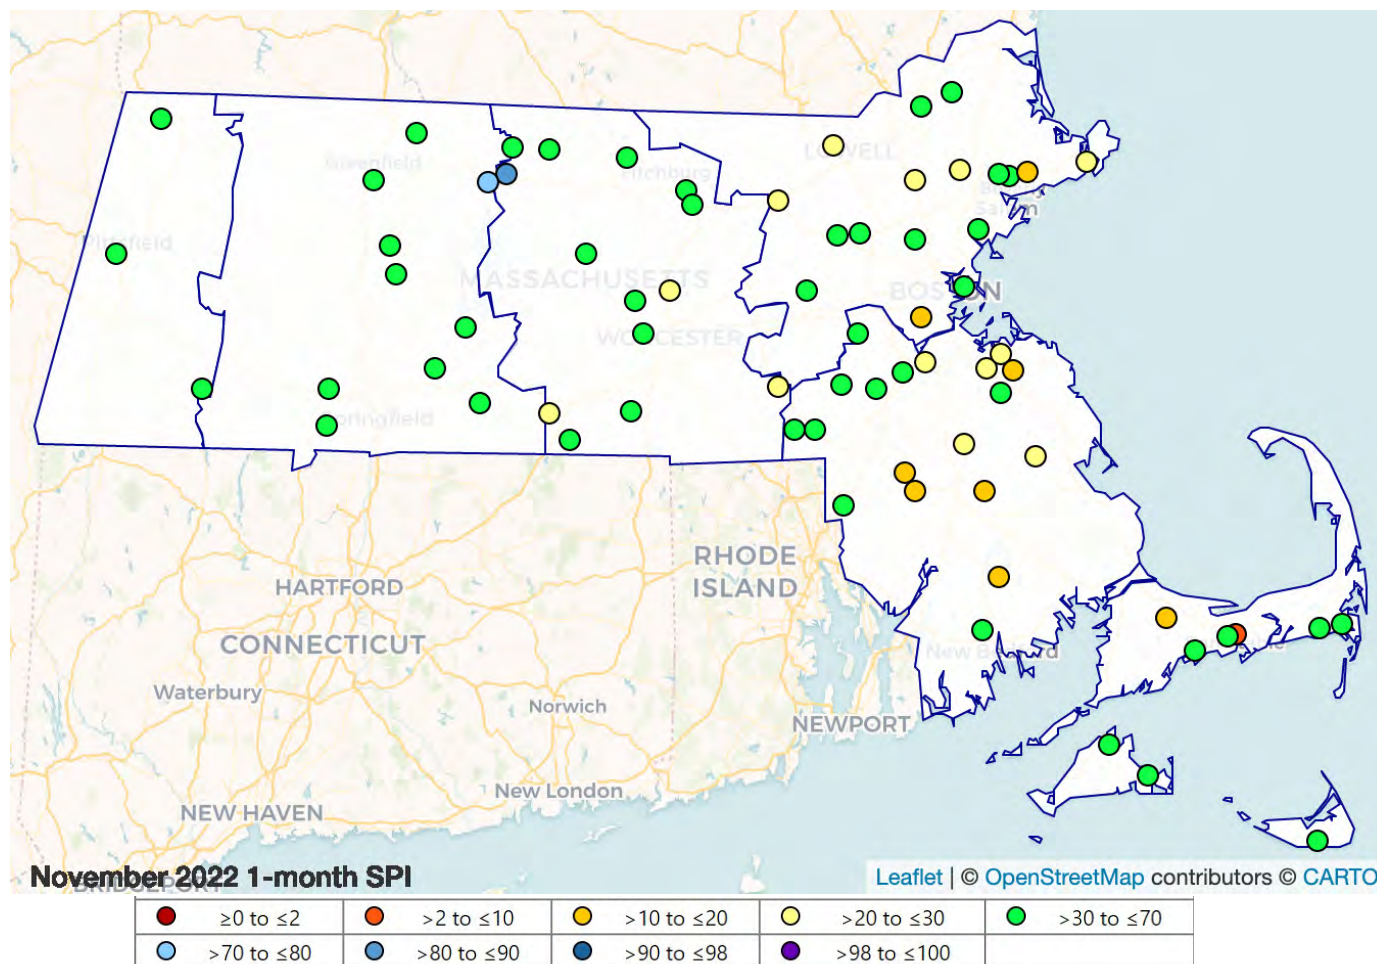 Greenfield
LOWELL
Fitchburg
Salem
Pittsfield
MASSACHUSETTS
BOSTON
WORCESTER
Springfield
RHODE
ISLAND
HARTFORD
CONNECTICUT
New Bedford
Waterbury
Norwich
NEWPORT
New London
NEW HAVEN
BRIDGEPORT
November 2022 1-month SPI
Leaflet | © OpenStreetMap contributors © CARTO
≥0 to ≤2 >2 to ≤10 >10 to ≤20 >20 to ≤30 >30 to ≤70
>70 to ≤80 >80 to ≤90 >90 to ≤98 >98 to ≤100